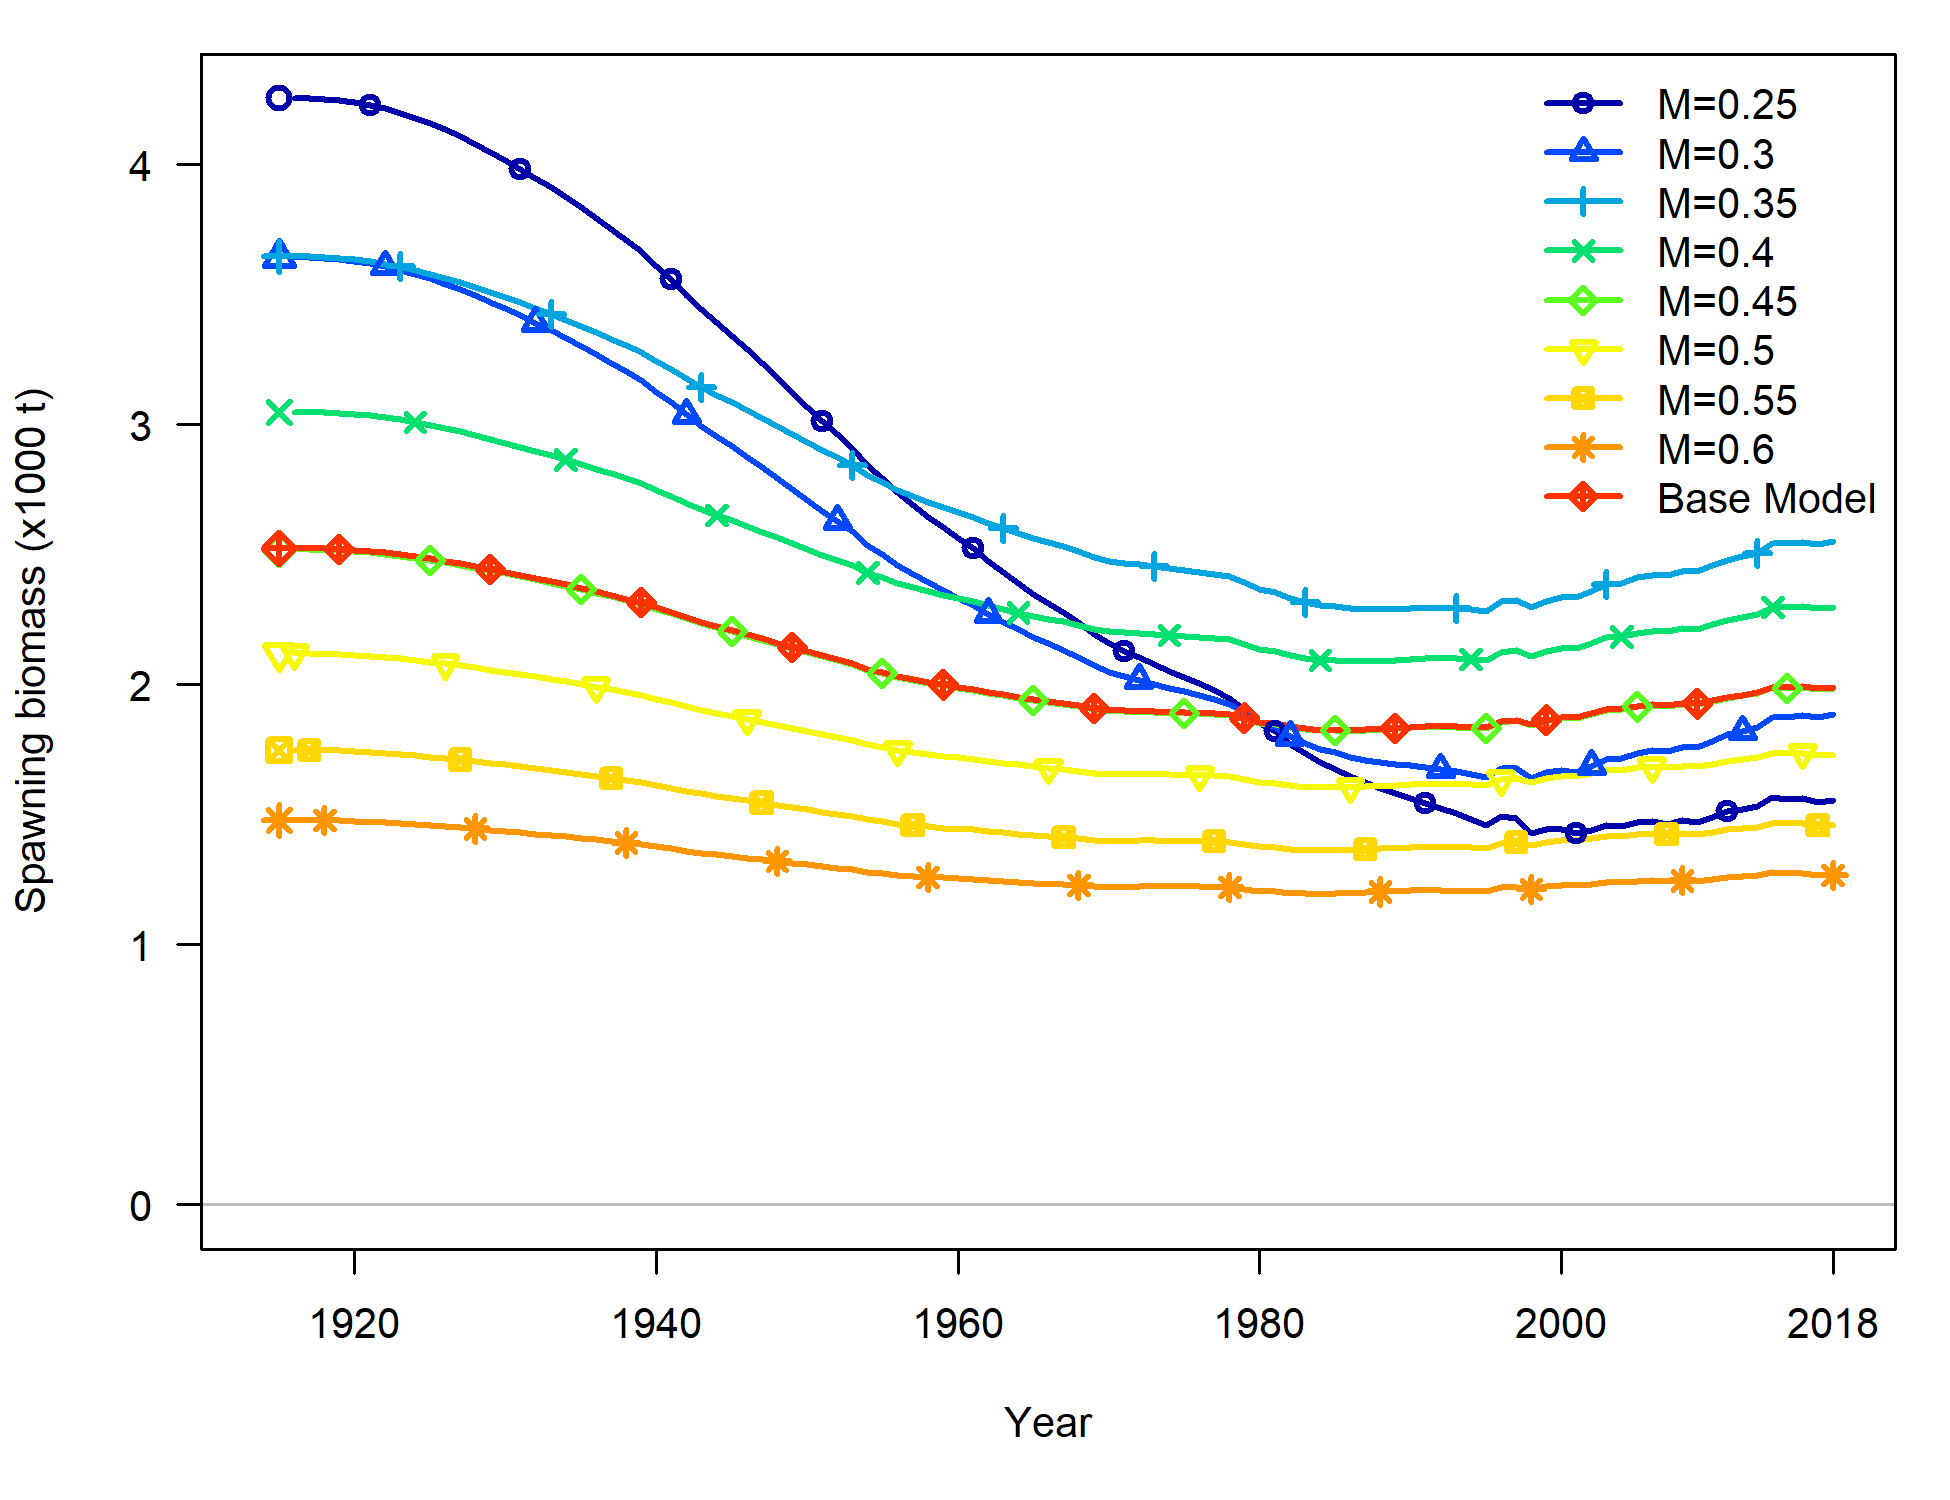 M=0.25
M=0.3
M=0.35
M=0.4
M=0.45
M=0.5
M=0.55
M=0.6
Base Model
Spawning biomass (x1000 t)
4
3
2
1
0
1920 1940 1960 1980 2000 2018
Year